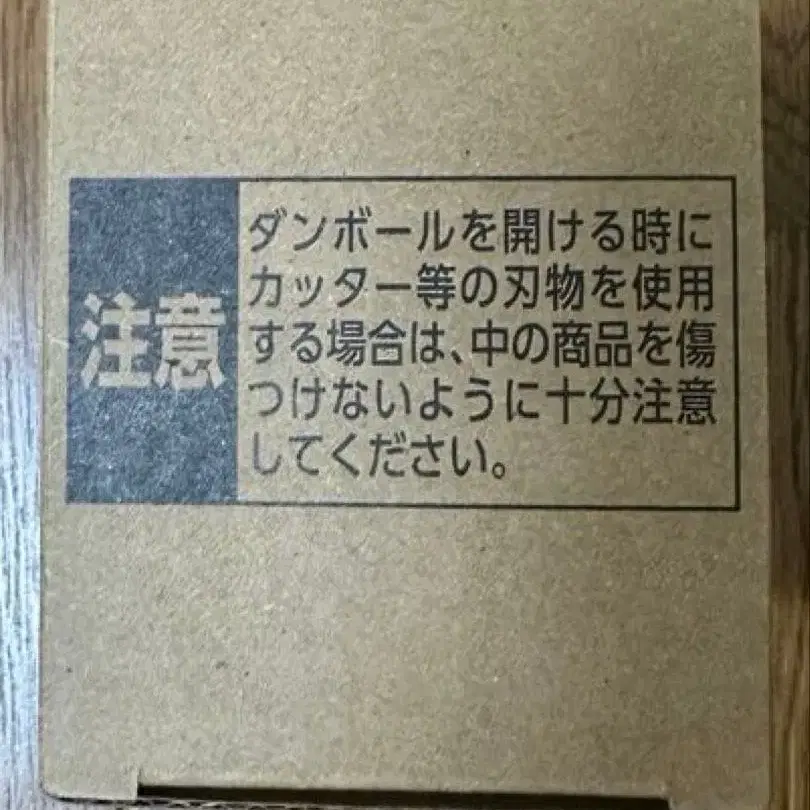 注意
ダンボールを開ける時に
カッター等の刃物を使用
する場合は、中の商品を傷
つけないように十分注意
してください。